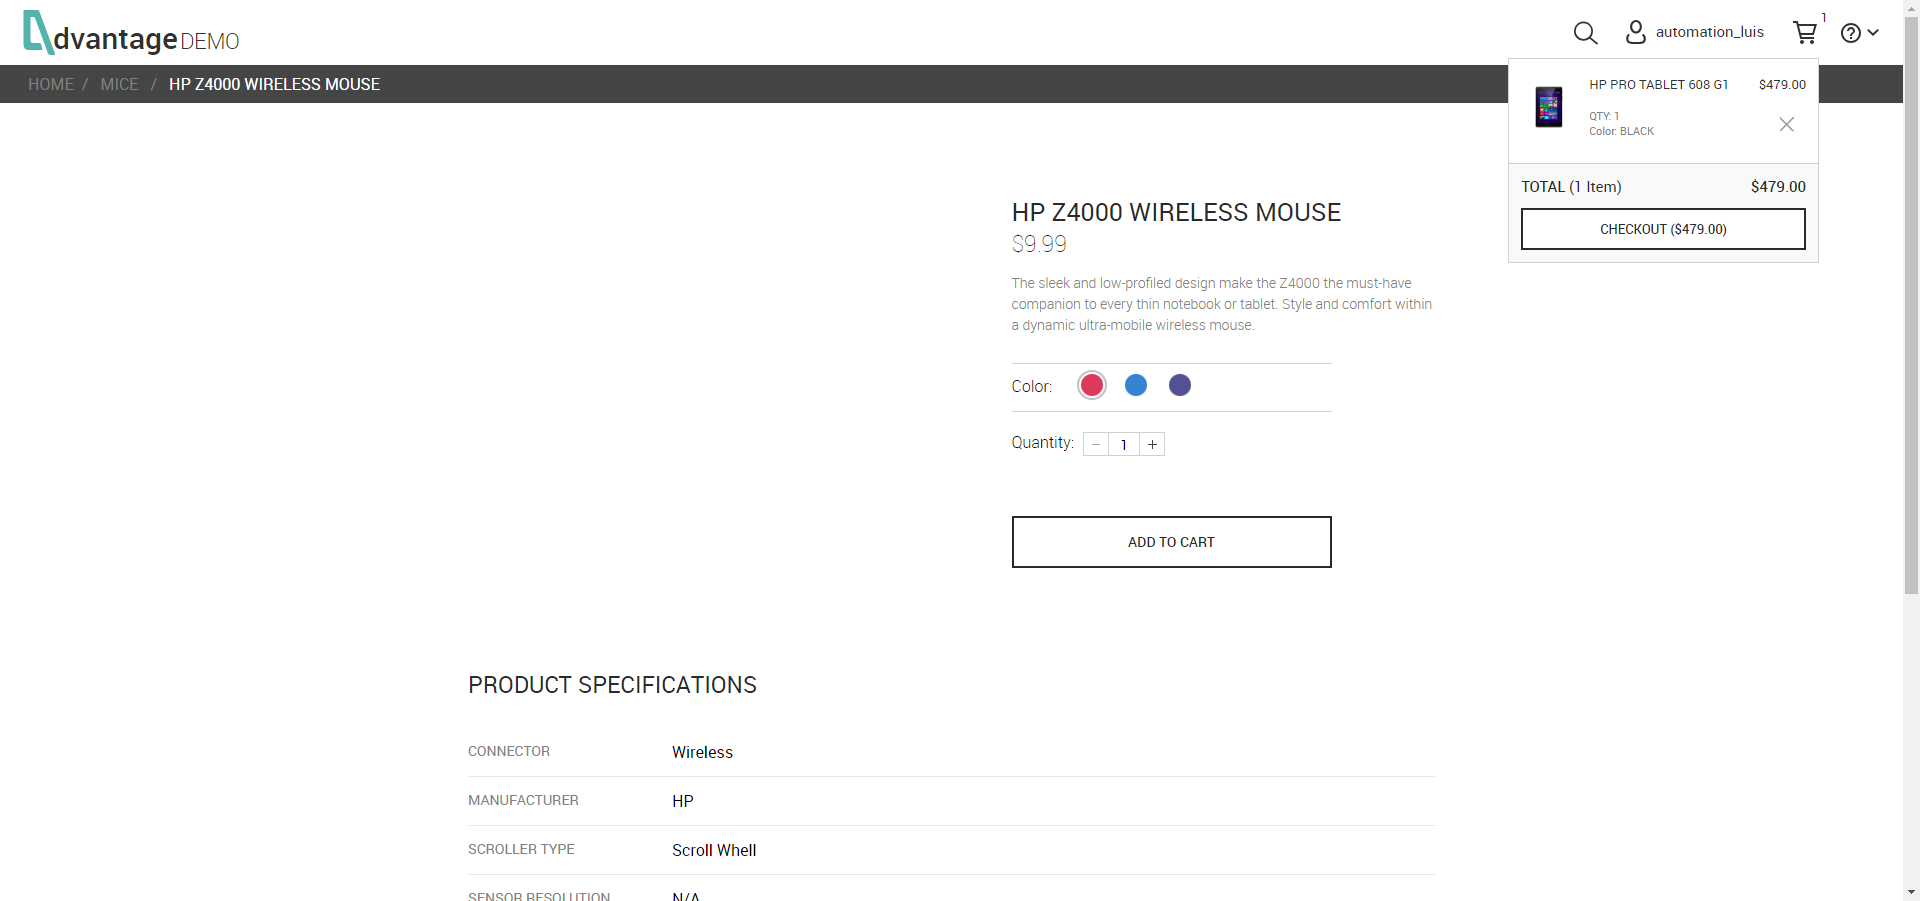 dvantage DEMO
automation_luis
1
HOME / MICE / HP Z4000 WIRELESS MOUSE
HP PRO TABLET 608 G1 $479.00
QTY: 1
Color: BLACK
TOTAL (1 Item) $479.00
CHECKOUT ($479.00)
HP Z4000 WIRELESS MOUSE
$9.99
The sleek and low-profiled design make the Z4000 the must-have
companion to every thin notebook or tablet. Style and comfort within
a dynamic ultra-mobile wireless mouse.
Color:
Quantity: − 1 +
ADD TO CART
PRODUCT SPECIFICATIONS
CONNECTOR Wireless
MANUFACTURER HP
SCROLLER TYPE Scroll Whell
SENSOR RESOLUTION N/A